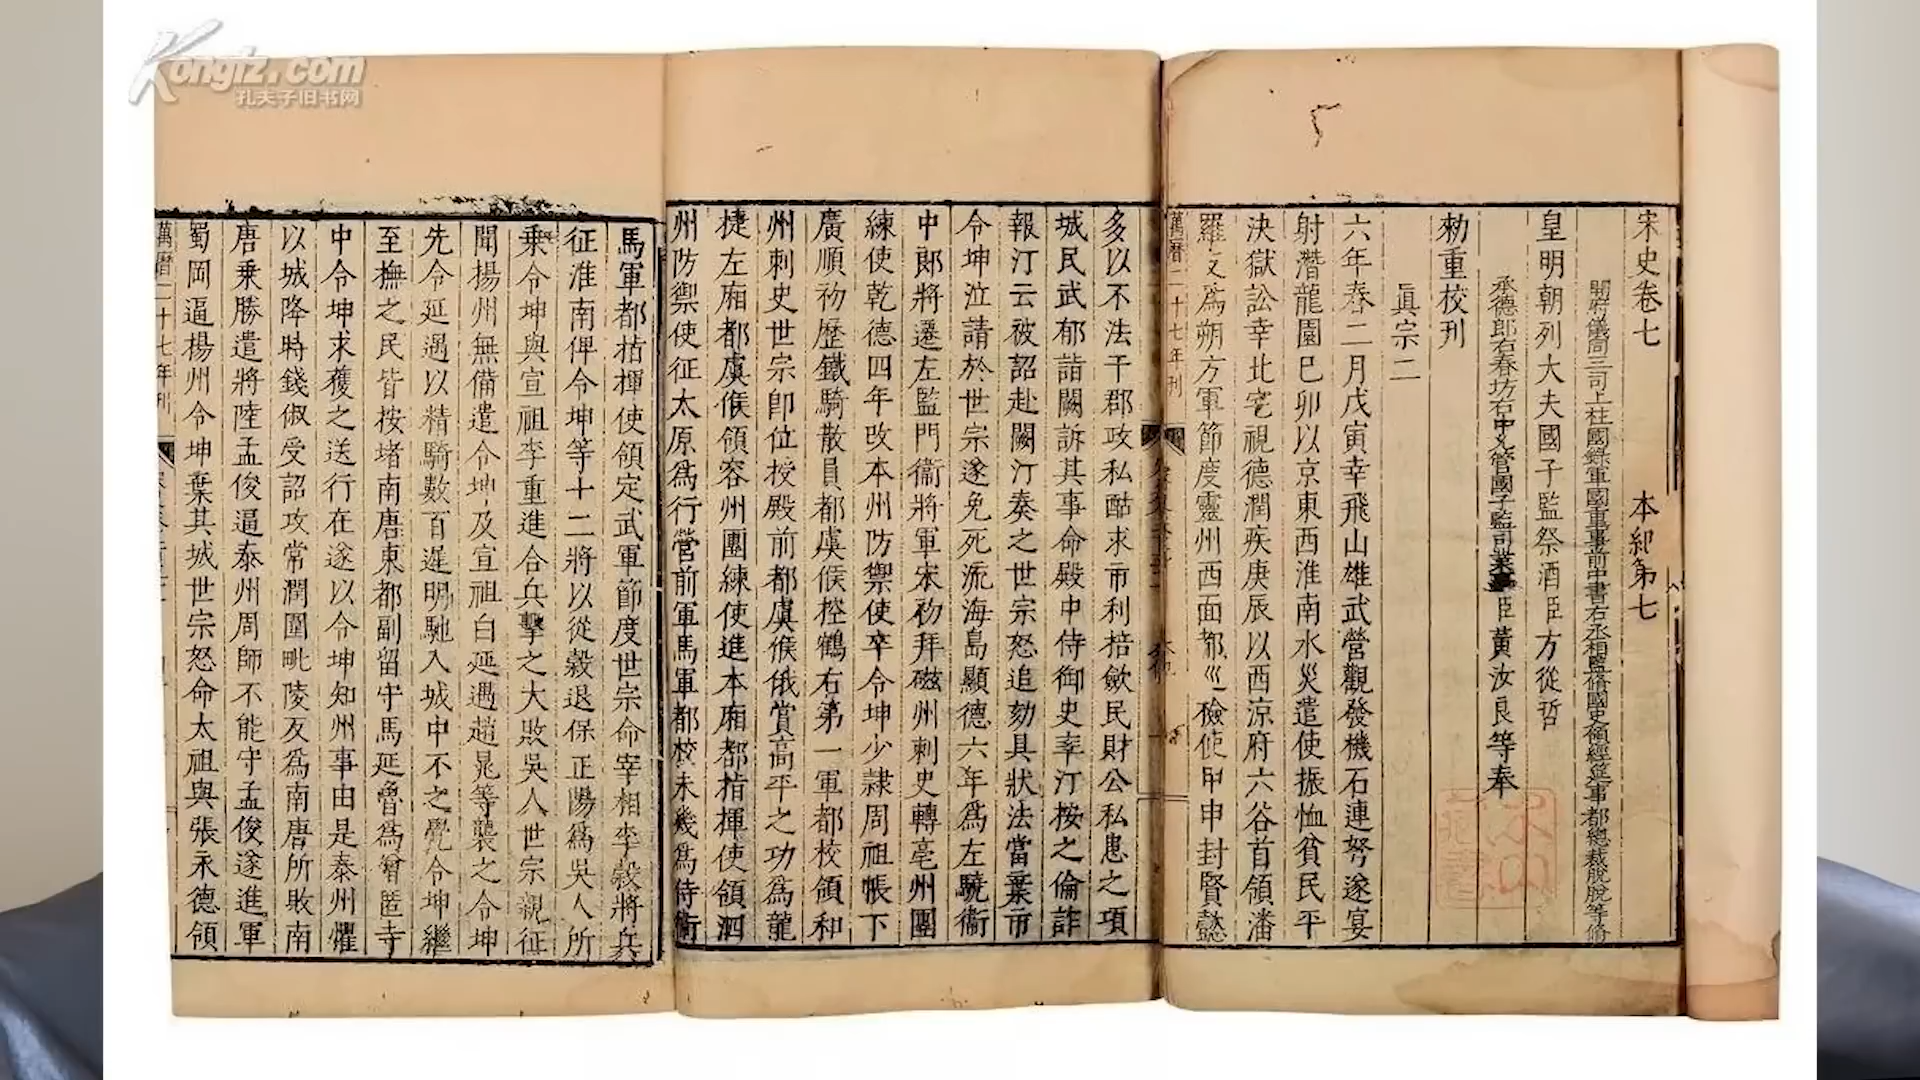 Kongfz.com
孔夫子旧书网
宋史卷七 本紀第七
開府儀同三司上柱國錄軍國重事前中書右丞相監脩國史領經筵事都總裁脫脫等脩
皇明朝列大夫國子監祭酒臣方從哲
承德郎右春坊右中允管國子監司業事臣黃汝良等奉
勑重校刊
眞宗二
六年春二月戊寅幸飛山雄武營觀發機石連弩遂宴
射潛龍園巳卯以京東西淮南水災遣使振恤貧民平
決獄訟幸北宅視德潤疾庚辰以西涼府六谷首領潘
羅支爲朔方軍節度靈州西面都巡檢使甲申封賢懿
萬曆二十七年刊
多以不法干郡政私酤求市利掊歛民財公私患之項
城民武郁詣闕訴其事命殿中侍御史率汀按之倫詐
報汀云被詔赴闕汀奏之世宗怒追劾具狀法當棄市
令坤泣請於世宗遂免死流海島顯德六年爲左驍衞
中郞將遷左監門衞將軍宋初拜磁州刺史轉亳州團
練使乾德四年改本州防禦使卒令坤少隷周祖帳下
廣順初歷鐵騎散員都虞候控鶴右第一軍都校領和
州刺史世宗卽位授殿前都虞候俄賞高平之功爲龍
捷左廂都虞候領容州團練使進本廂都指揮使領泗
州防禦使征太原爲行營前軍馬軍都校未幾爲侍衞
馬軍都指揮使領定武軍節度世宗命宰相李穀將兵
征淮南俾令坤等十二將以從穀退保正陽爲吳人所
乘令坤與宣祖李重進合兵擊之大敗吳人世宗親征
聞揚州無備遣令坤及宣祖白延遇趙晁等襲之令坤
先令延遇以精騎數百遲明馳入城中不之覺令坤繼
至撫之民皆按堵南唐東都副留守馬延魯爲僧匿寺
中令坤求獲之送行在遂以令坤知州事由是泰州懼
以城降時錢俶受詔攻常潤圍毗陵反爲南唐所敗南
唐乘勝遣將陸孟俊逼泰州周師不能守孟俊遂進軍
蜀岡逼揚州令坤棄其城世宗怒命太祖與張永德領
萬曆二十七年刊